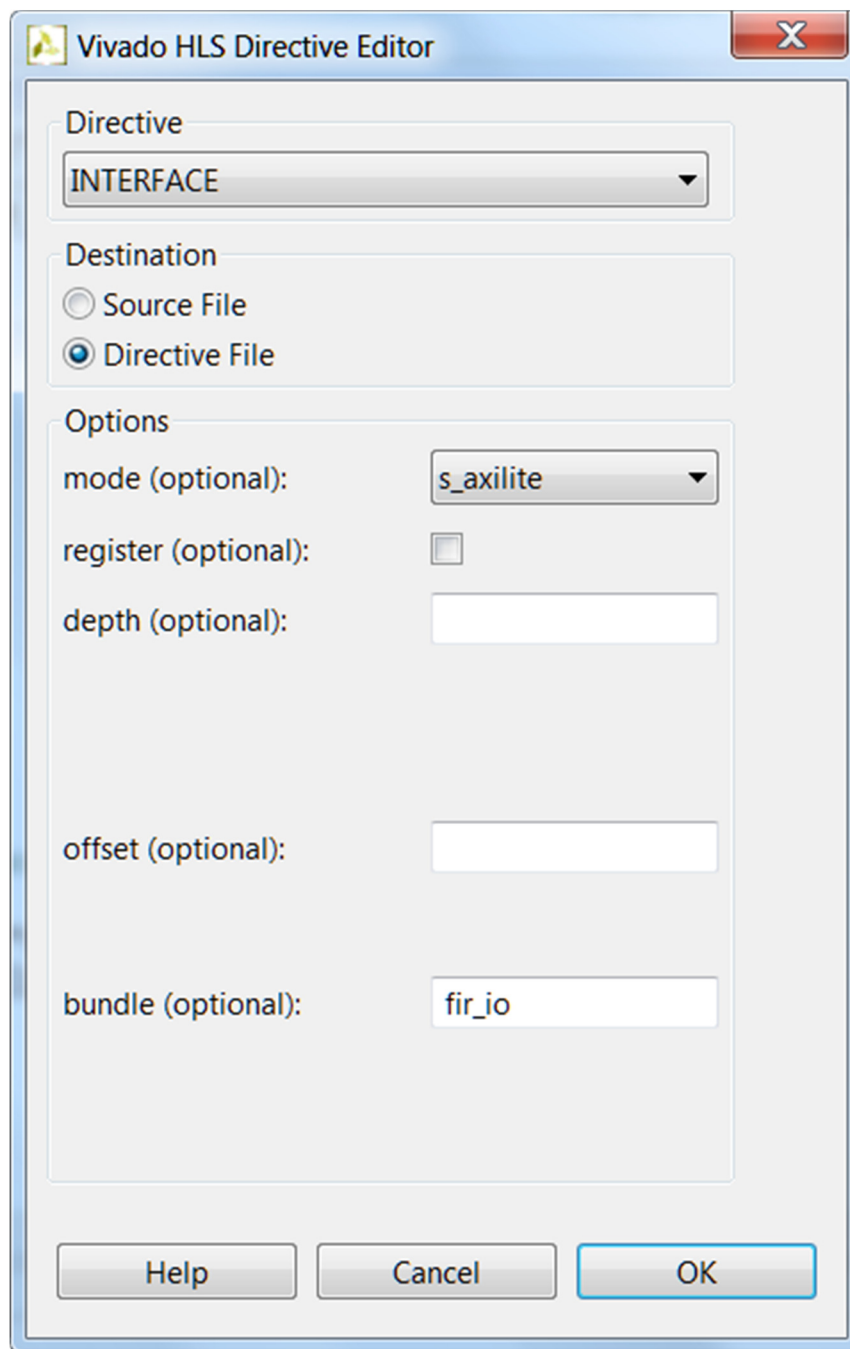 Vivado HLS Directive Editor
Directive
INTERFACE
Destination
Source File
Directive File
Options
mode (optional): s_axilite
register (optional):
depth (optional):
offset (optional):
bundle (optional): fir_io
Help Cancel OK